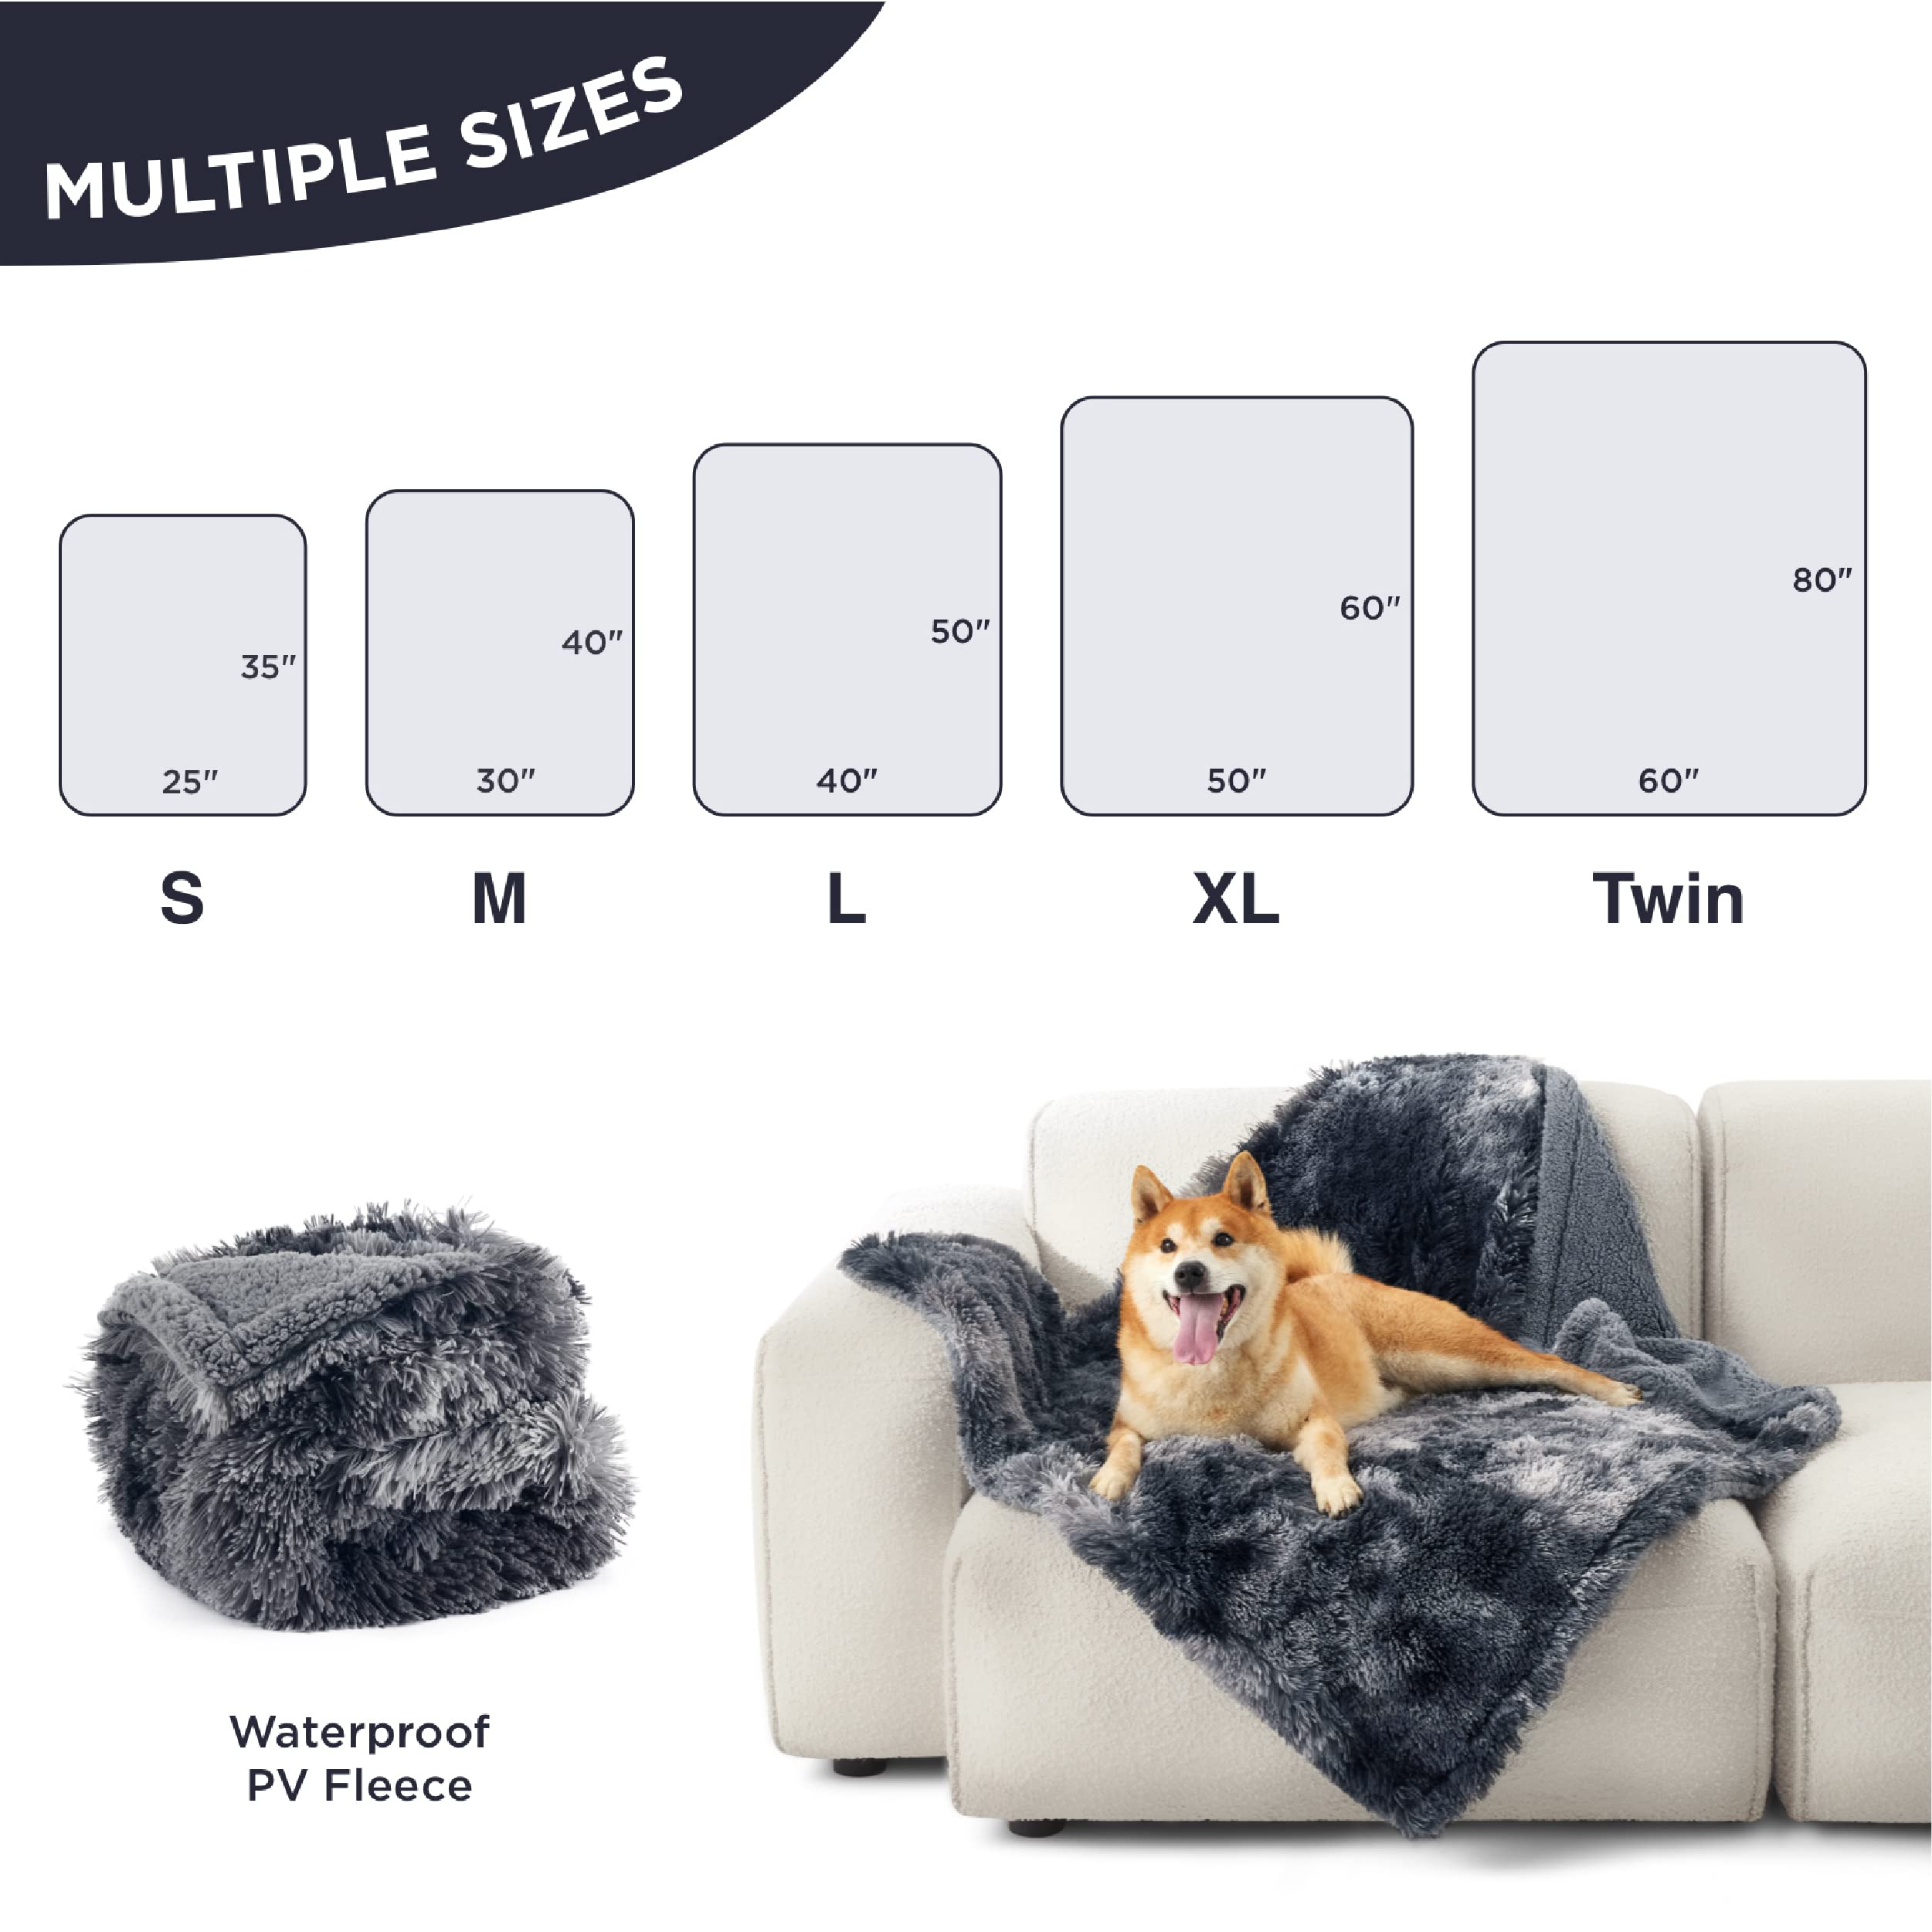 MULTIPLE SIZES
35"
25"
S
40"
30"
M
50"
40"
L
60"
50"
XL
80"
60"
Twin
Waterproof
PV Fleece